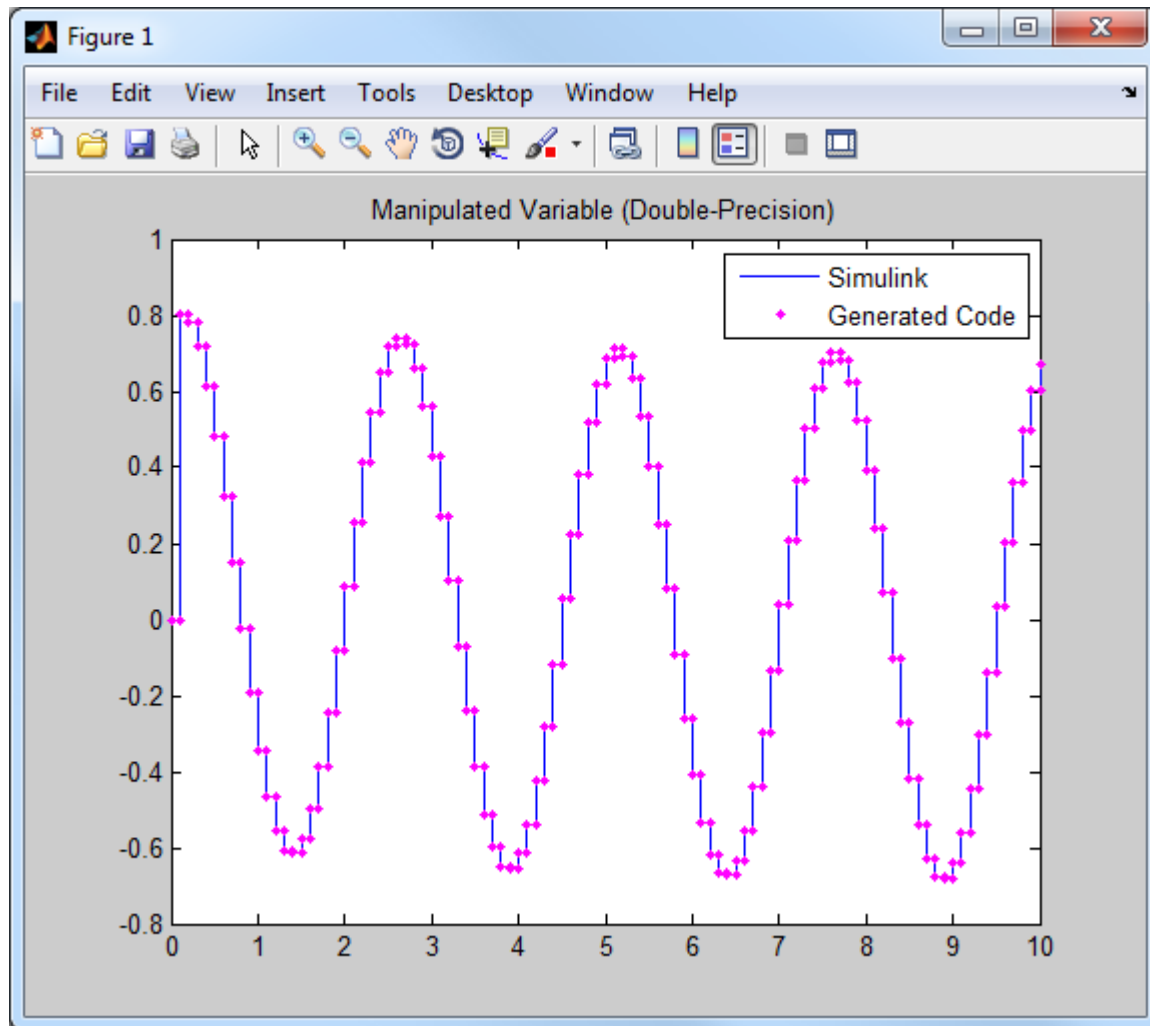 Figure 1
File Edit View Insert Tools Desktop Window Help
Manipulated Variable (Double-Precision)
Simulink
Generated Code
1
0.8
0.6
0.4
0.2
0
-0.2
-0.4
-0.6
-0.8
0 1 2 3 4 5 6 7 8 9 10